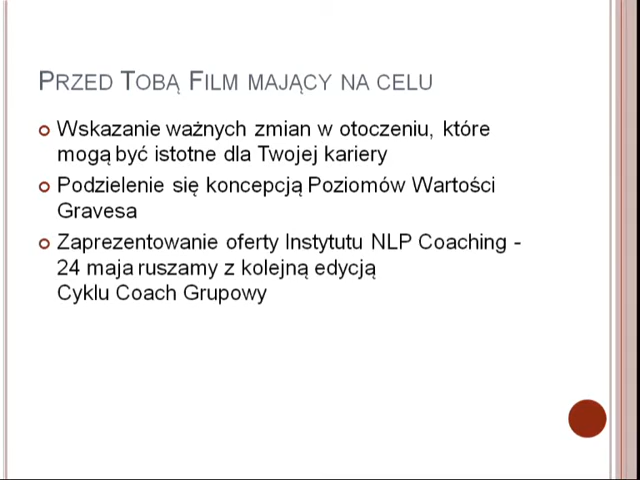 Przed Tobą Film mający na celu
Wskazanie ważnych zmian w otoczeniu, które
mogą być istotne dla Twojej kariery
Podzielenie się koncepcją Poziomów Wartości
Gravesa
Zaprezentowanie oferty Instytutu NLP Coaching -
24 maja ruszamy z kolejną edycją
Cyklu Coach Grupowy